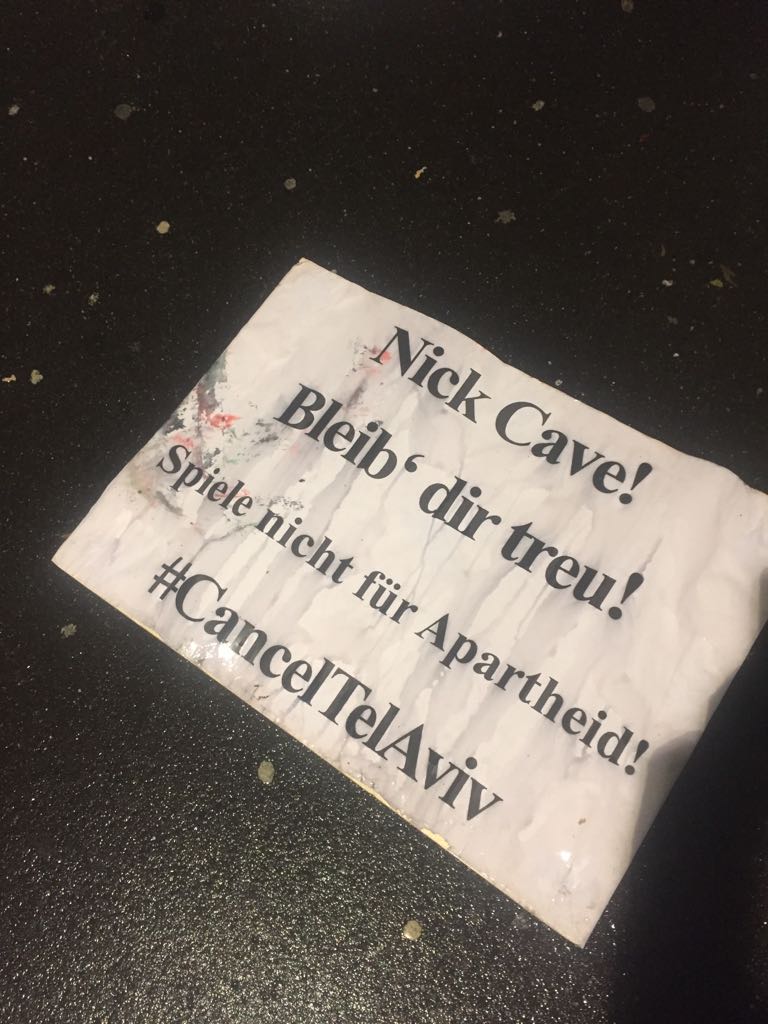 Nick Cave!
Bleib‘ dir treu!
Spiele nicht für Apartheid!
#CancelTelAviv